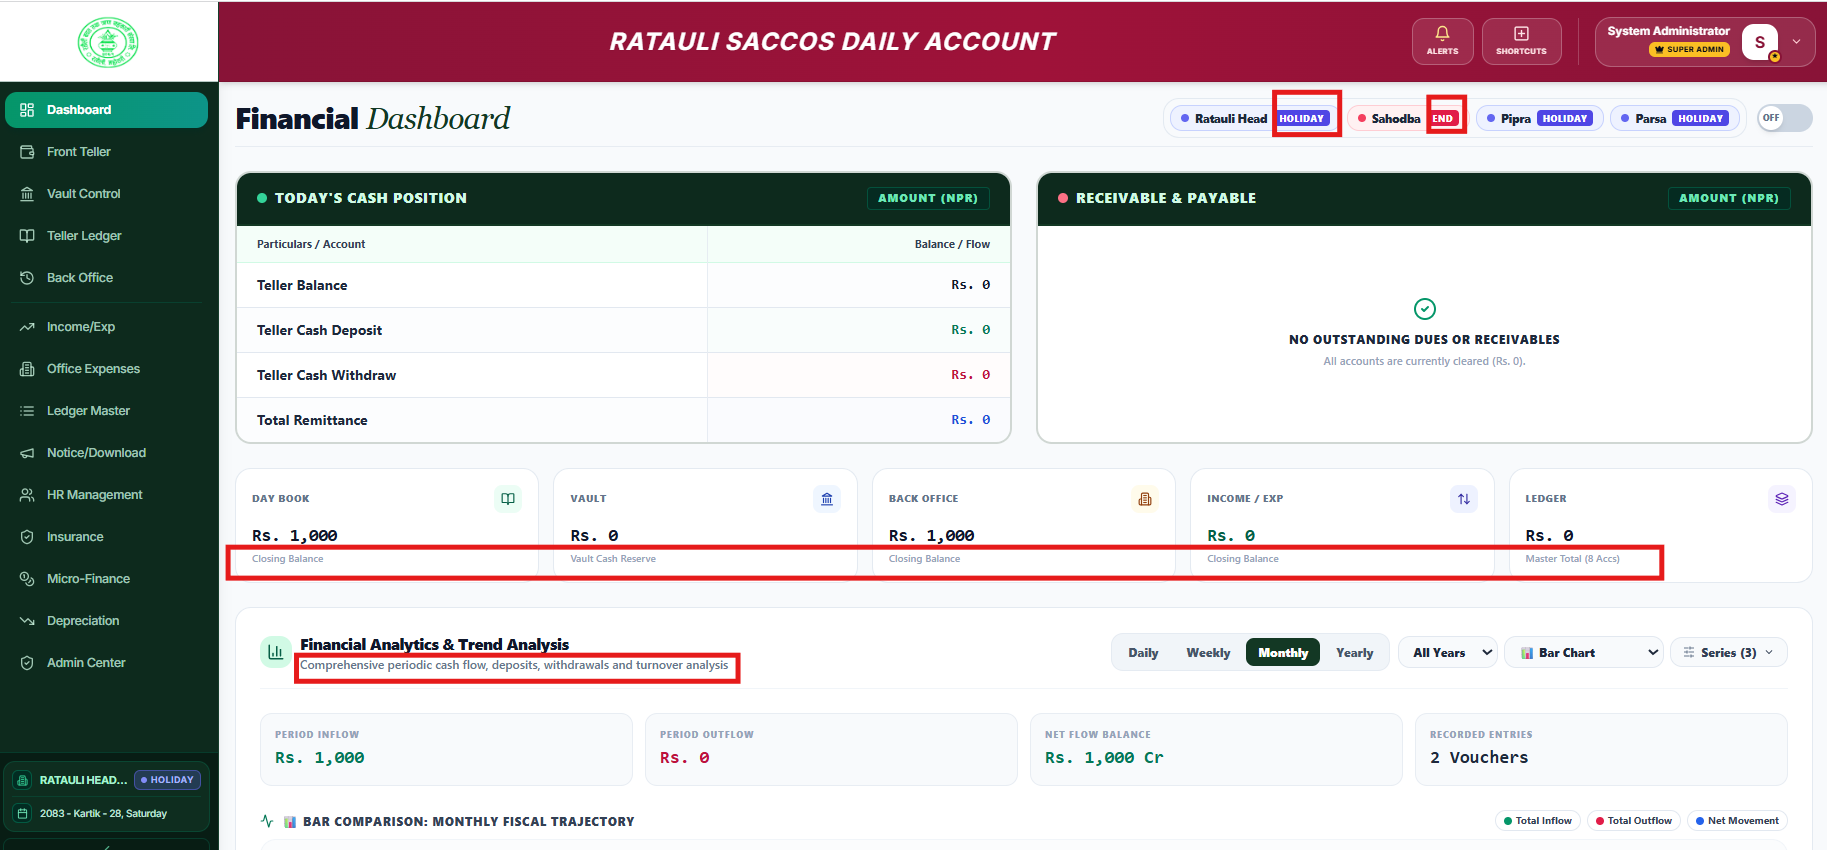 RATAULI SACCOS DAILY ACCOUNT
ALERTS
SHORTCUTS
System Administrator
SUPER ADMIN
S
Dashboard
Front Teller
Vault Control
Teller Ledger
Back Office
Income/Exp
Office Expenses
Ledger Master
Notice/Download
HR Management
Insurance
Micro-Finance
Depreciation
Admin Center
RATAULI HEAD... HOLIDAY
2083 - Kartik - 28, Saturday
Financial Dashboard
Ratauli Head HOLIDAY
Sahodba END
Pipra HOLIDAY
Parsa HOLIDAY
OFF
TODAY'S CASH POSITION AMOUNT (NPR)
Particulars / Account Balance / Flow
Teller Balance Rs. 0
Teller Cash Deposit Rs. 0
Teller Cash Withdraw Rs. 0
Total Remittance Rs. 0
RECEIVABLE & PAYABLE AMOUNT (NPR)
NO OUTSTANDING DUES OR RECEIVABLES
All accounts are currently cleared (Rs. 0).
DAY BOOK
Rs. 1,000
Closing Balance
VAULT
Rs. 0
Vault Cash Reserve
BACK OFFICE
Rs. 1,000
Closing Balance
INCOME / EXP
Rs. 0
Closing Balance
LEDGER
Rs. 0
Master Total (8 Accs)
Financial Analytics & Trend Analysis
Comprehensive periodic cash flow, deposits, withdrawals and turnover analysis
Daily Weekly Monthly Yearly
All Years
Bar Chart
Series (3)
PERIOD INFLOW
Rs. 1,000
PERIOD OUTFLOW
Rs. 0
NET FLOW BALANCE
Rs. 1,000 Cr
RECORDED ENTRIES
2 Vouchers
BAR COMPARISON: MONTHLY FISCAL TRAJECTORY
Total Inflow
Total Outflow
Net Movement